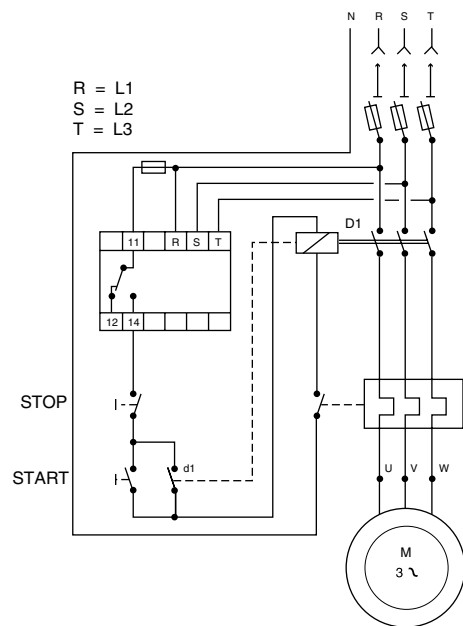 N R S T
R = L1
S = L2
T = L3
D1
11 R S T
12 14
STOP
START
d1
U V W
M
3 ~